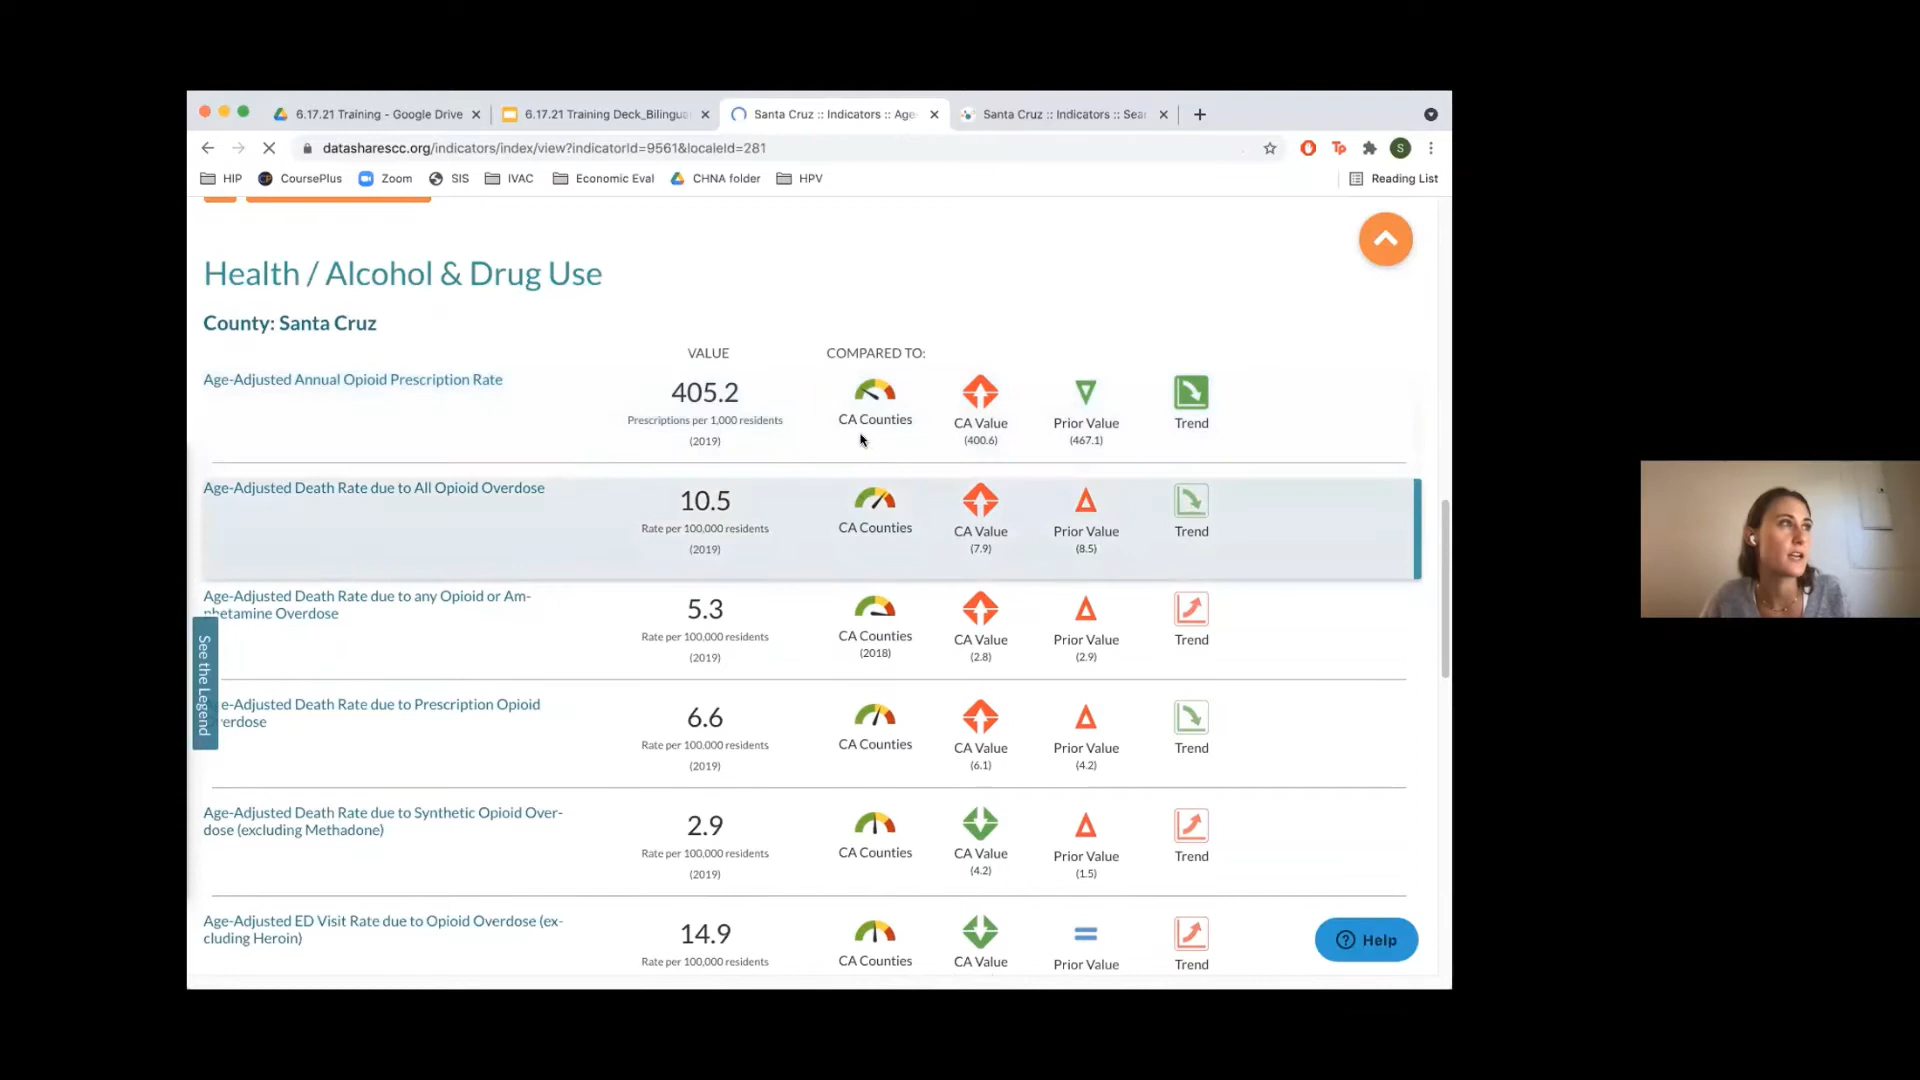 6.17.21 Training - Google Drive
6.17.21 Training Deck_Bilingua
Santa Cruz :: Indicators :: Age-
Santa Cruz :: Indicators :: Sear
datasharescc.org/indicators/index/view?indicatorId=9561&localeId=281
Tp
S
HIP
CP CoursePlus
Zoom
SIS
IVAC
Economic Eval
CHNA folder
HPV
Reading List
Health / Alcohol & Drug Use
County: Santa Cruz
VALUE
COMPARED TO:
Age-Adjusted Annual Opioid Prescription Rate
405.2
Prescriptions per 1,000 residents
(2019)
CA Counties
CA Value
(400.6)
Prior Value
(467.1)
Trend
Age-Adjusted Death Rate due to All Opioid Overdose
10.5
Rate per 100,000 residents
(2019)
CA Counties
CA Value
(7.9)
Prior Value
(8.5)
Trend
Age-Adjusted Death Rate due to any Opioid or Am-
phetamine Overdose
5.3
Rate per 100,000 residents
(2019)
CA Counties
(2018)
CA Value
(2.8)
Prior Value
(2.9)
Trend
See the Legend
e-Adjusted Death Rate due to Prescription Opioid
verdose
6.6
Rate per 100,000 residents
(2019)
CA Counties
CA Value
(6.1)
Prior Value
(4.2)
Trend
Age-Adjusted Death Rate due to Synthetic Opioid Over-
dose (excluding Methadone)
2.9
Rate per 100,000 residents
(2019)
CA Counties
CA Value
(4.2)
Prior Value
(1.5)
Trend
Age-Adjusted ED Visit Rate due to Opioid Overdose (ex-
cluding Heroin)
14.9
Rate per 100,000 residents
CA Counties
CA Value
Prior Value
Trend
Help